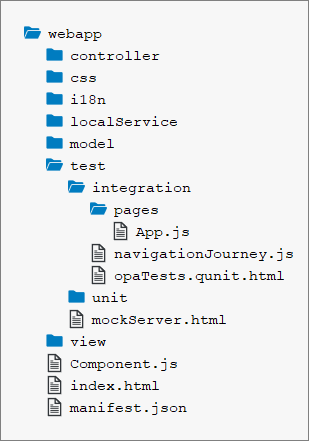 webapp
controller
css
i18n
localService
model
test
integration
pages
App.js
navigationJourney.js
opaTests.qunit.html
unit
mockServer.html
view
Component.js
index.html
manifest.json